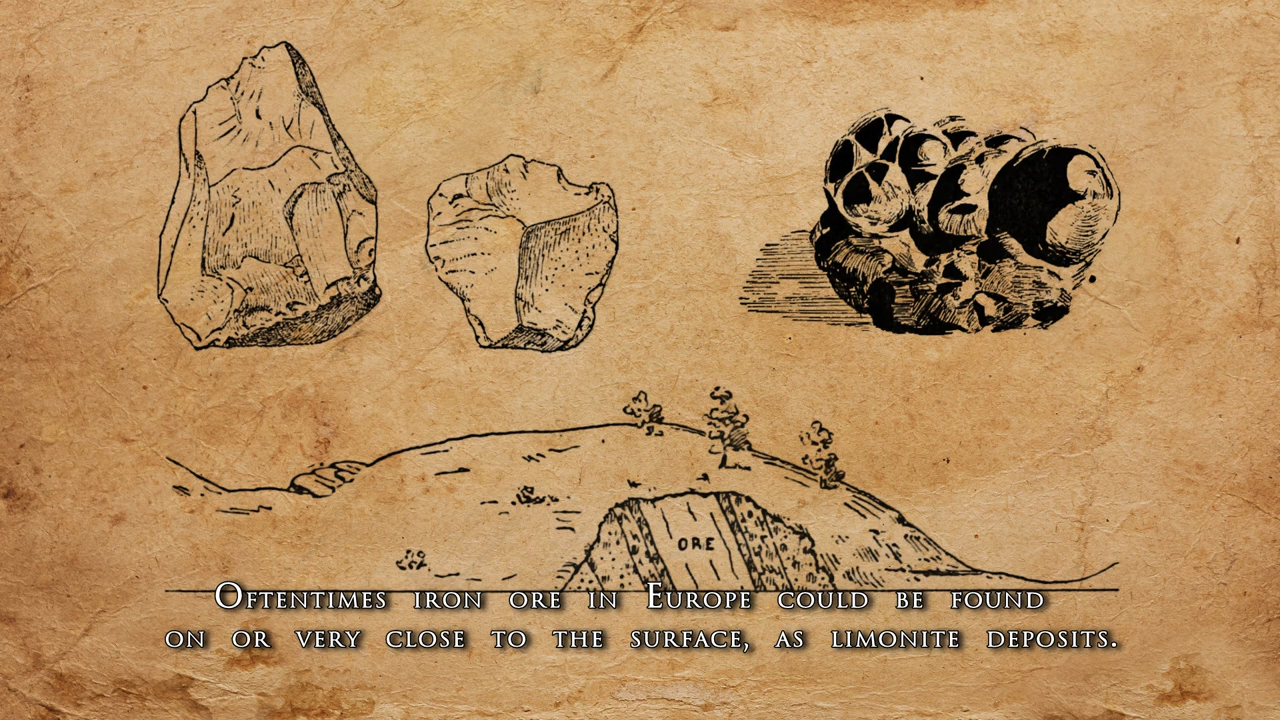 ORE
Oftentimes iron ore in Europe could be found
on or very close to the surface, as limonite deposits.